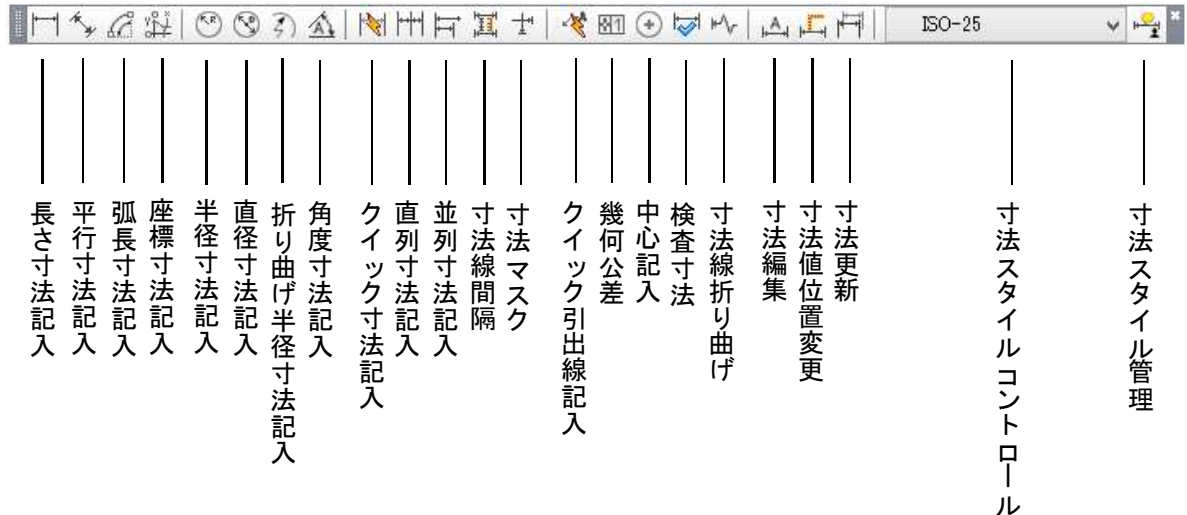 ISO-25
長さ寸法記入
平行寸法記入
弧長寸法記入
座標寸法記入
半径寸法記入
直径寸法記入
折り曲げ半径寸法記入
角度寸法記入
クイック寸法記入
直列寸法記入
並列寸法記入
寸法線間隔
寸法マスク
クイック引出線記入
幾何公差
中心記入
検査寸法
寸法線折り曲げ
寸法編集
寸法値位置変更
寸法更新
寸法スタイルコントロール
寸法スタイル管理